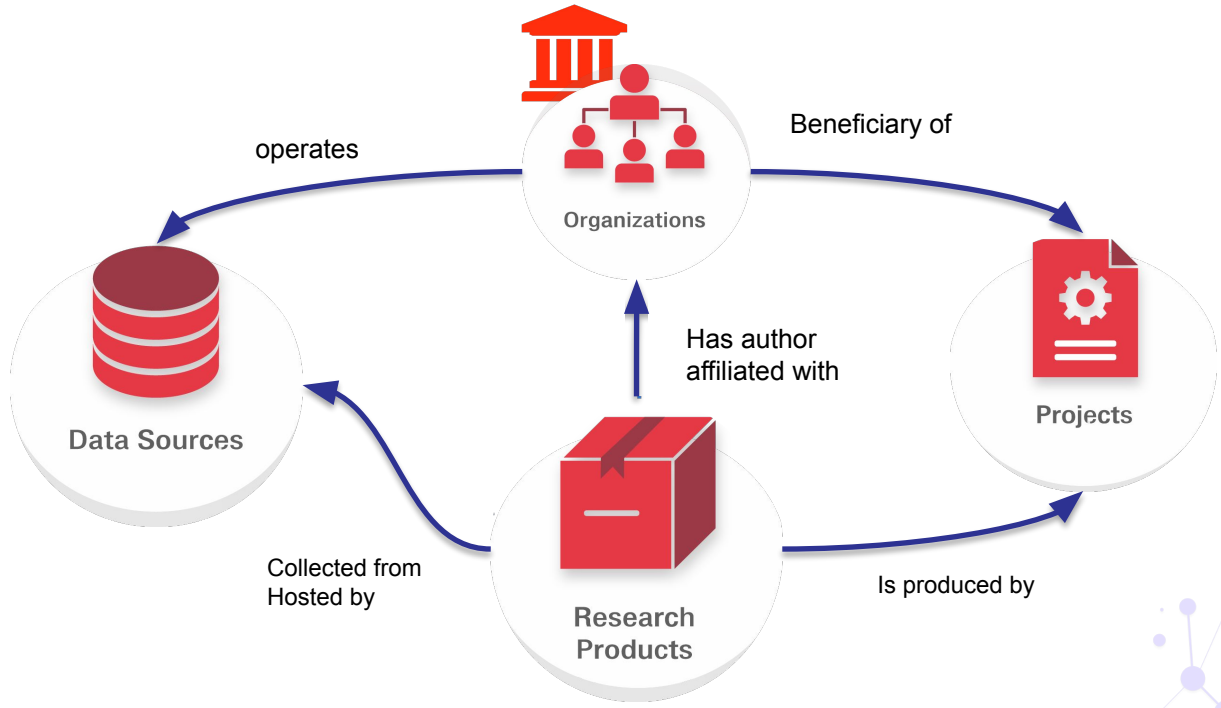 operates
Beneficiary of
Organizations
Has author
affiliated with
Data Sources
Projects
Collected from
Hosted by
Is produced by
Research
Products